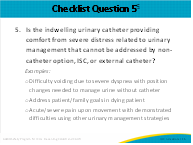 Checklist Question 5⁵
5. Is the indwelling urinary catheter providing
comfort from severe distress related to urinary
management that cannot be addressed by non-
catheter option, ISC, or external catheter?
Examples:
○ Difficulty voiding due to severe dyspnea with position
changes needed to manage urine without catheter
○ Address patient/family goals in dying patient
○ Acute/severe pain upon movement with demonstrated
difficulties using other urinary management strategies